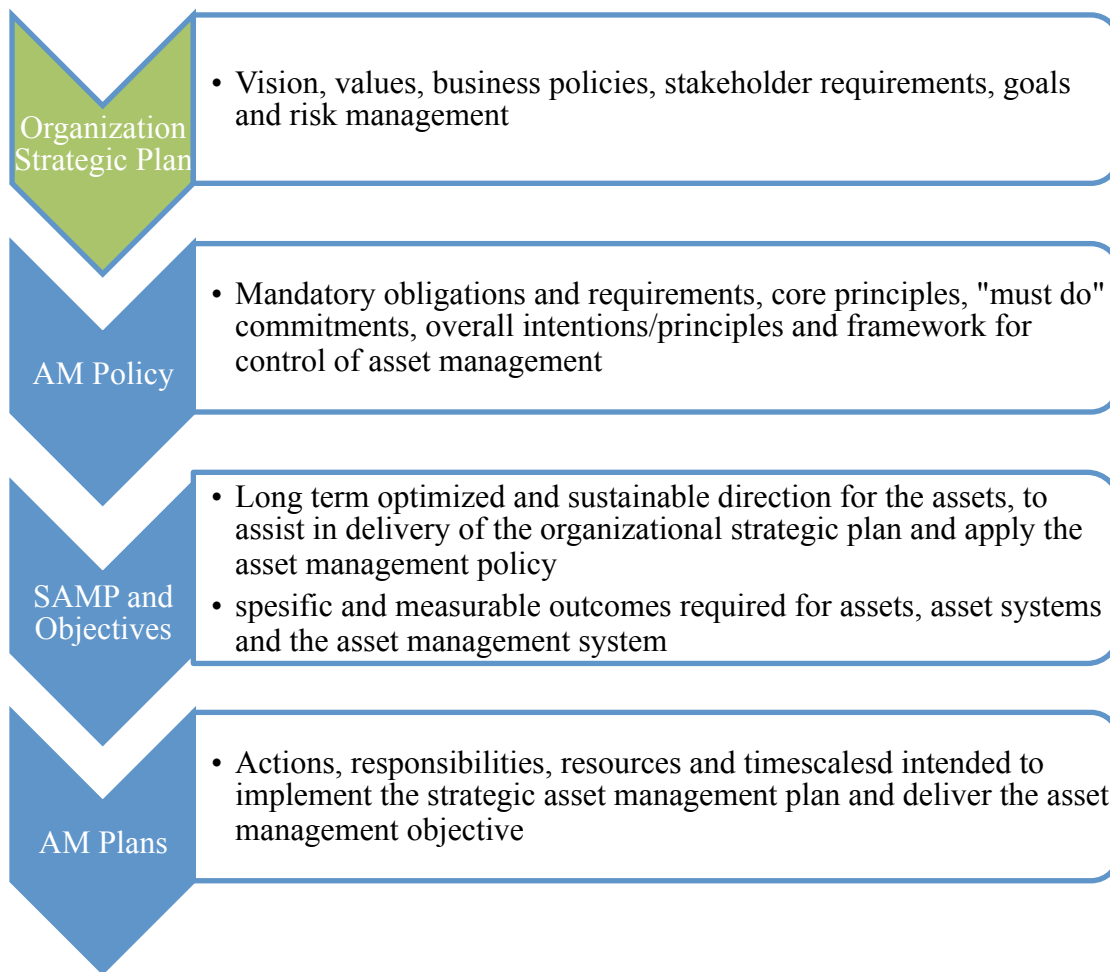 Organization
Strategic Plan
• Vision, values, business policies, stakeholder requirements, goals
and risk management
AM Policy
• Mandatory obligations and requirements, core principles, "must do"
commitments, overall intentions/principles and framework for
control of asset management
SAMP and
Objectives
• Long term optimized and sustainable direction for the assets, to
assist in delivery of the organizational strategic plan and apply the
asset management policy
• spesific and measurable outcomes required for assets, asset systems
and the asset management system
AM Plans
• Actions, responsibilities, resources and timescalesd intended to
implement the strategic asset management plan and deliver the asset
management objective